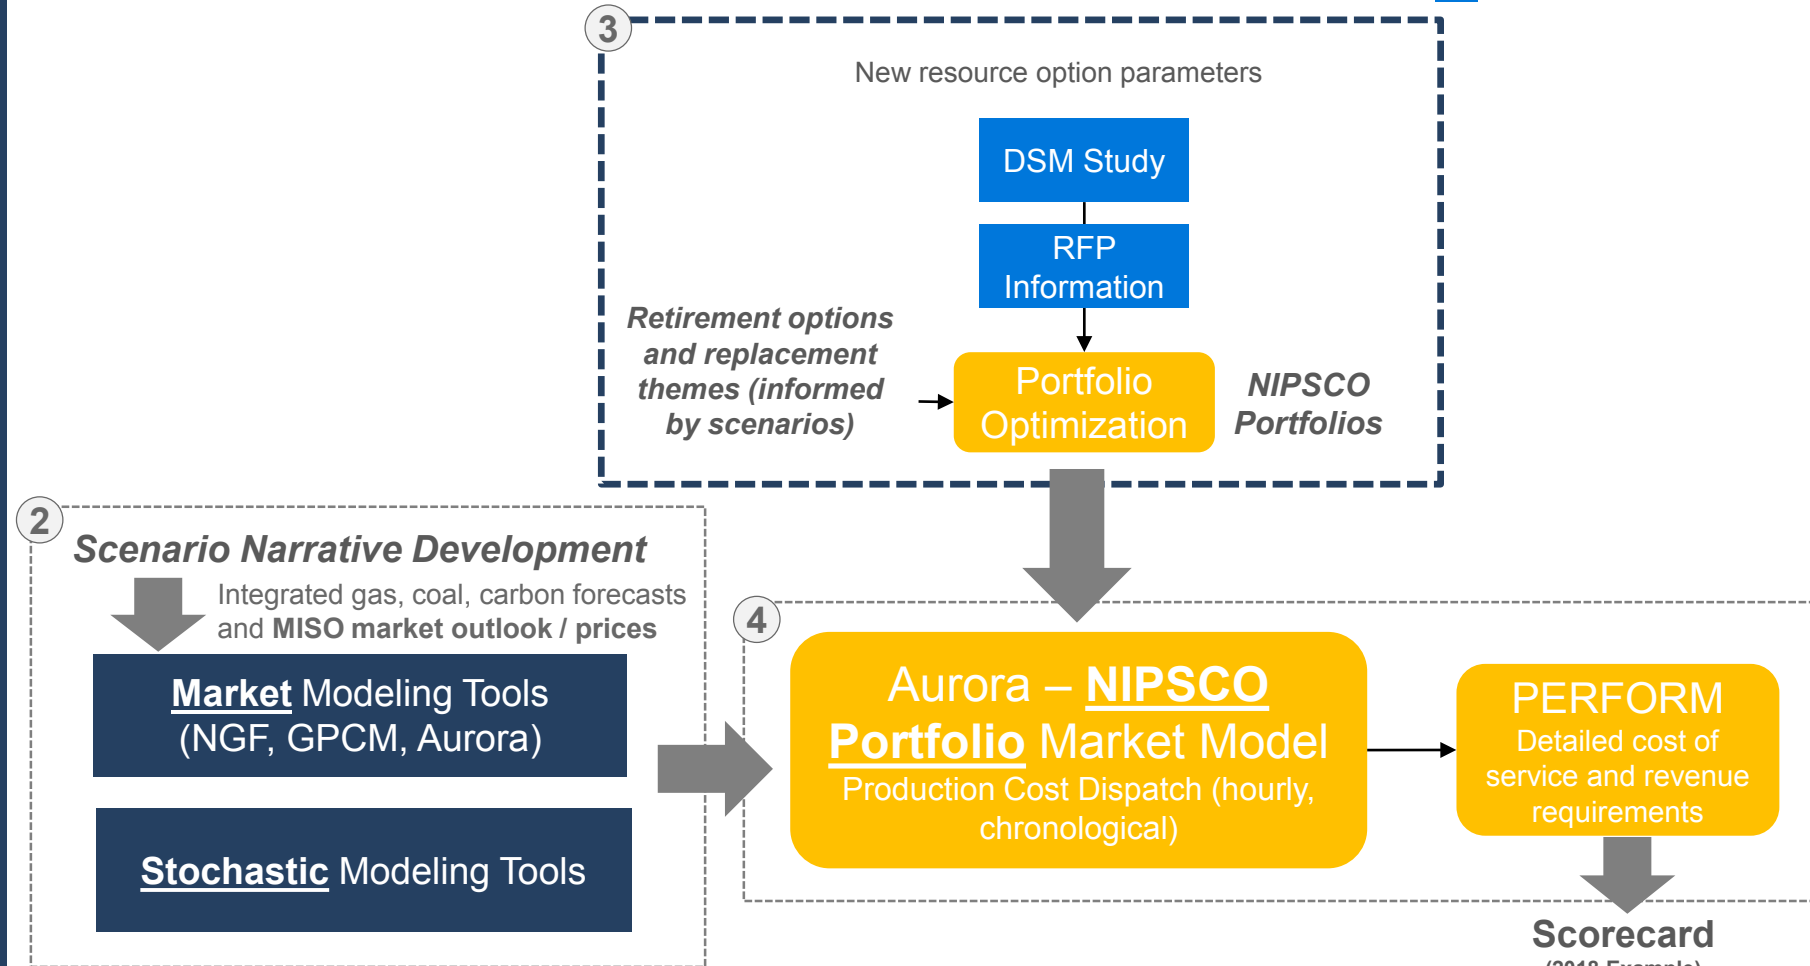 3
New resource option parameters
DSM Study
RFP
Information
Retirement options
and replacement
themes (informed
by scenarios)
Portfolio
Optimization
NIPSCO
Portfolios
2
Scenario Narrative Development
Integrated gas, coal, carbon forecasts
and MISO market outlook / prices
Market Modeling Tools
(NGF, GPCM, Aurora)
Stochastic Modeling Tools
4
Aurora – NIPSCO
Portfolio Market Model
Production Cost Dispatch (hourly,
chronological)
PERFORM
Detailed cost of
service and revenue
requirements
Scorecard
(2018 Example)